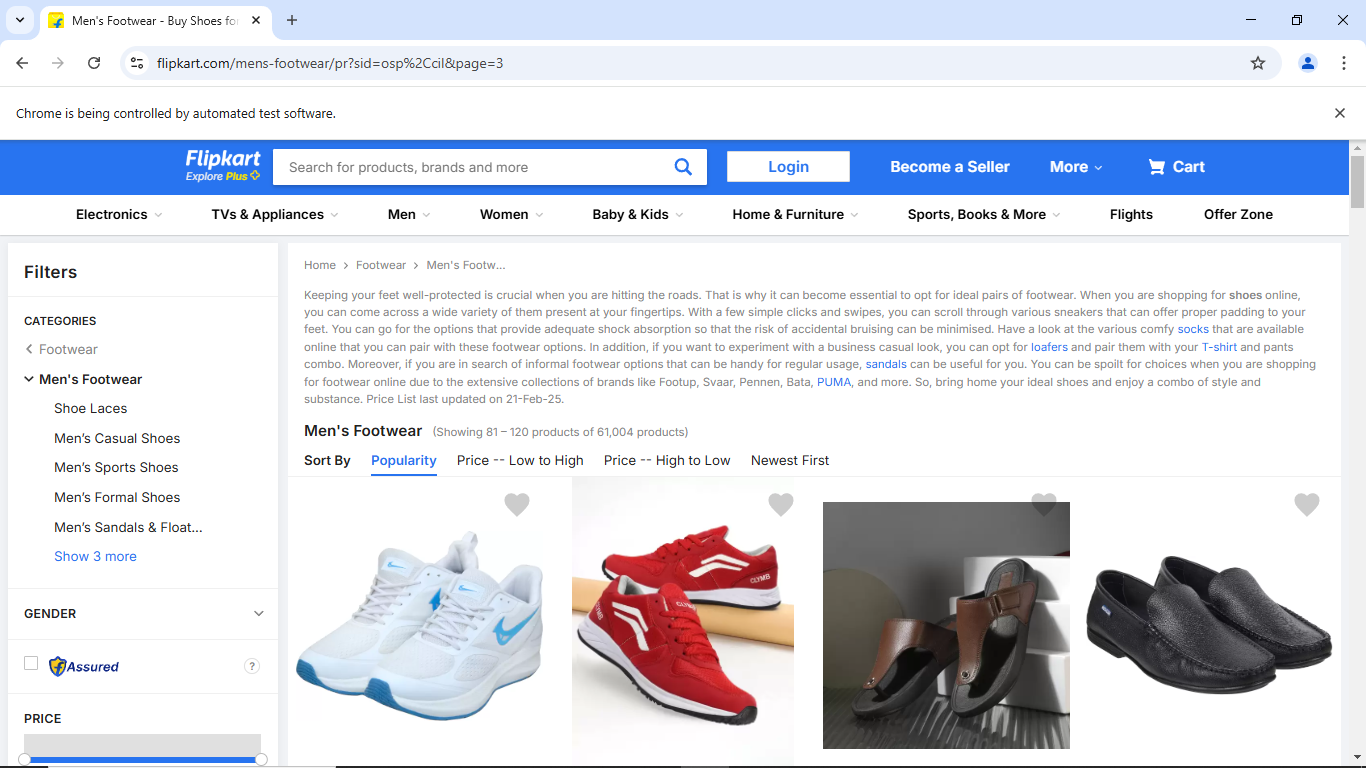 Men's Footwear - Buy Shoes fo
flipkart.com/mens-footwear/pr?sid=osp%2Ccil&page=3
Chrome is being controlled by automated test software.
Flipkart
Explore Plus
Search for products, brands and more
Login
Become a Seller
More
Cart
Electronics
TVs & Appliances
Men
Women
Baby & Kids
Home & Furniture
Sports, Books & More
Flights
Offer Zone
Filters
CATEGORIES
Footwear
Men's Footwear
Shoe Laces
Men's Casual Shoes
Men's Sports Shoes
Men's Formal Shoes
Men's Sandals & Float...
Show 3 more
GENDER
Assured
?
PRICE
Home > Footwear > Men's Footw...
Keeping your feet well-protected is crucial when you are hitting the roads. That is why it can become essential to opt for ideal pairs of footwear. When you are shopping for shoes online,
you can come across a wide variety of them present at your fingertips. With a few simple clicks and swipes, you can scroll through various sneakers that can offer proper padding to your
feet. You can go for the options that provide adequate shock absorption so that the risk of accidental bruising can be minimised. Have a look at the various comfy socks that are available
online that you can pair with these footwear options. In addition, if you want to experiment with a business casual look, you can opt for loafers and pair them with your T-shirt and pants
combo. Moreover, if you are in search of informal footwear options that can be handy for regular usage, sandals can be useful for you. You can be spoilt for choices when you are shopping
for footwear online due to the extensive collections of brands like Footup, Svaar, Pennen, Bata, PUMA, and more. So, bring home your ideal shoes and enjoy a combo of style and
substance. Price List last updated on 21-Feb-25.
Men's Footwear (Showing 81 – 120 products of 61,004 products)
Sort By
Popularity
Price -- Low to High
Price -- High to Low
Newest First
CLYMB
CLYMB